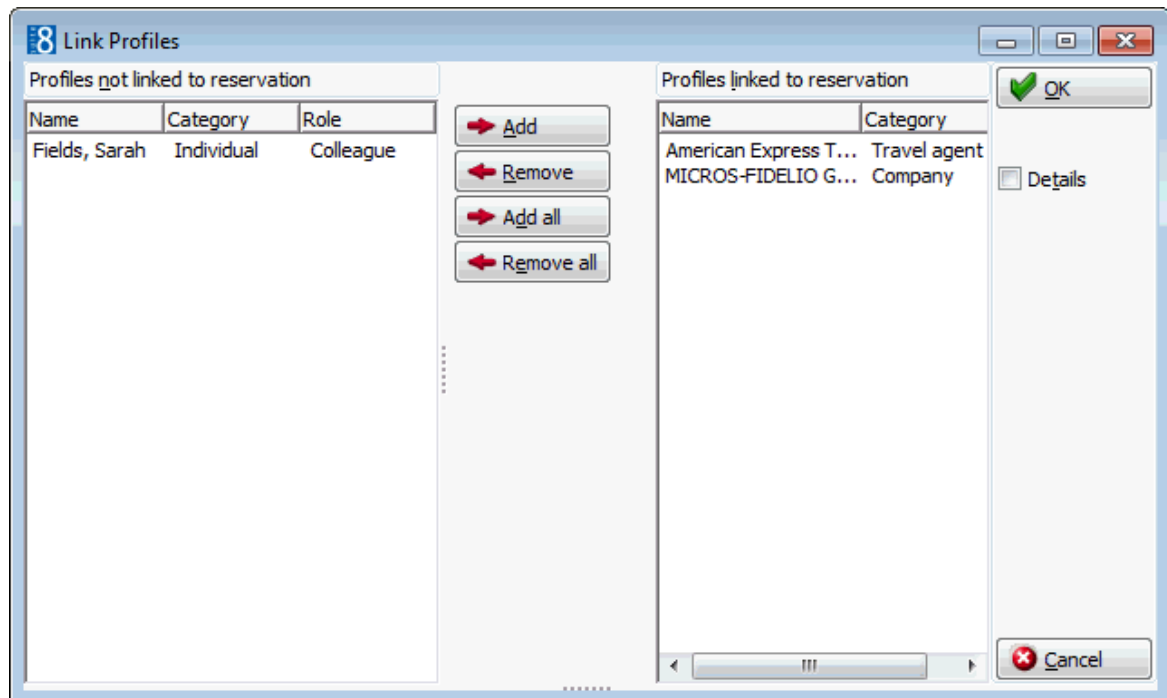 8 Link Profiles
Profiles not linked to reservation
Name Category Role
Fields, Sarah Individual Colleague
Add
Remove
Add all
Remove all
Profiles linked to reservation
Name Category
American Express T... Travel agent
MICROS-FIDELIO G... Company
OK
Details
Cancel